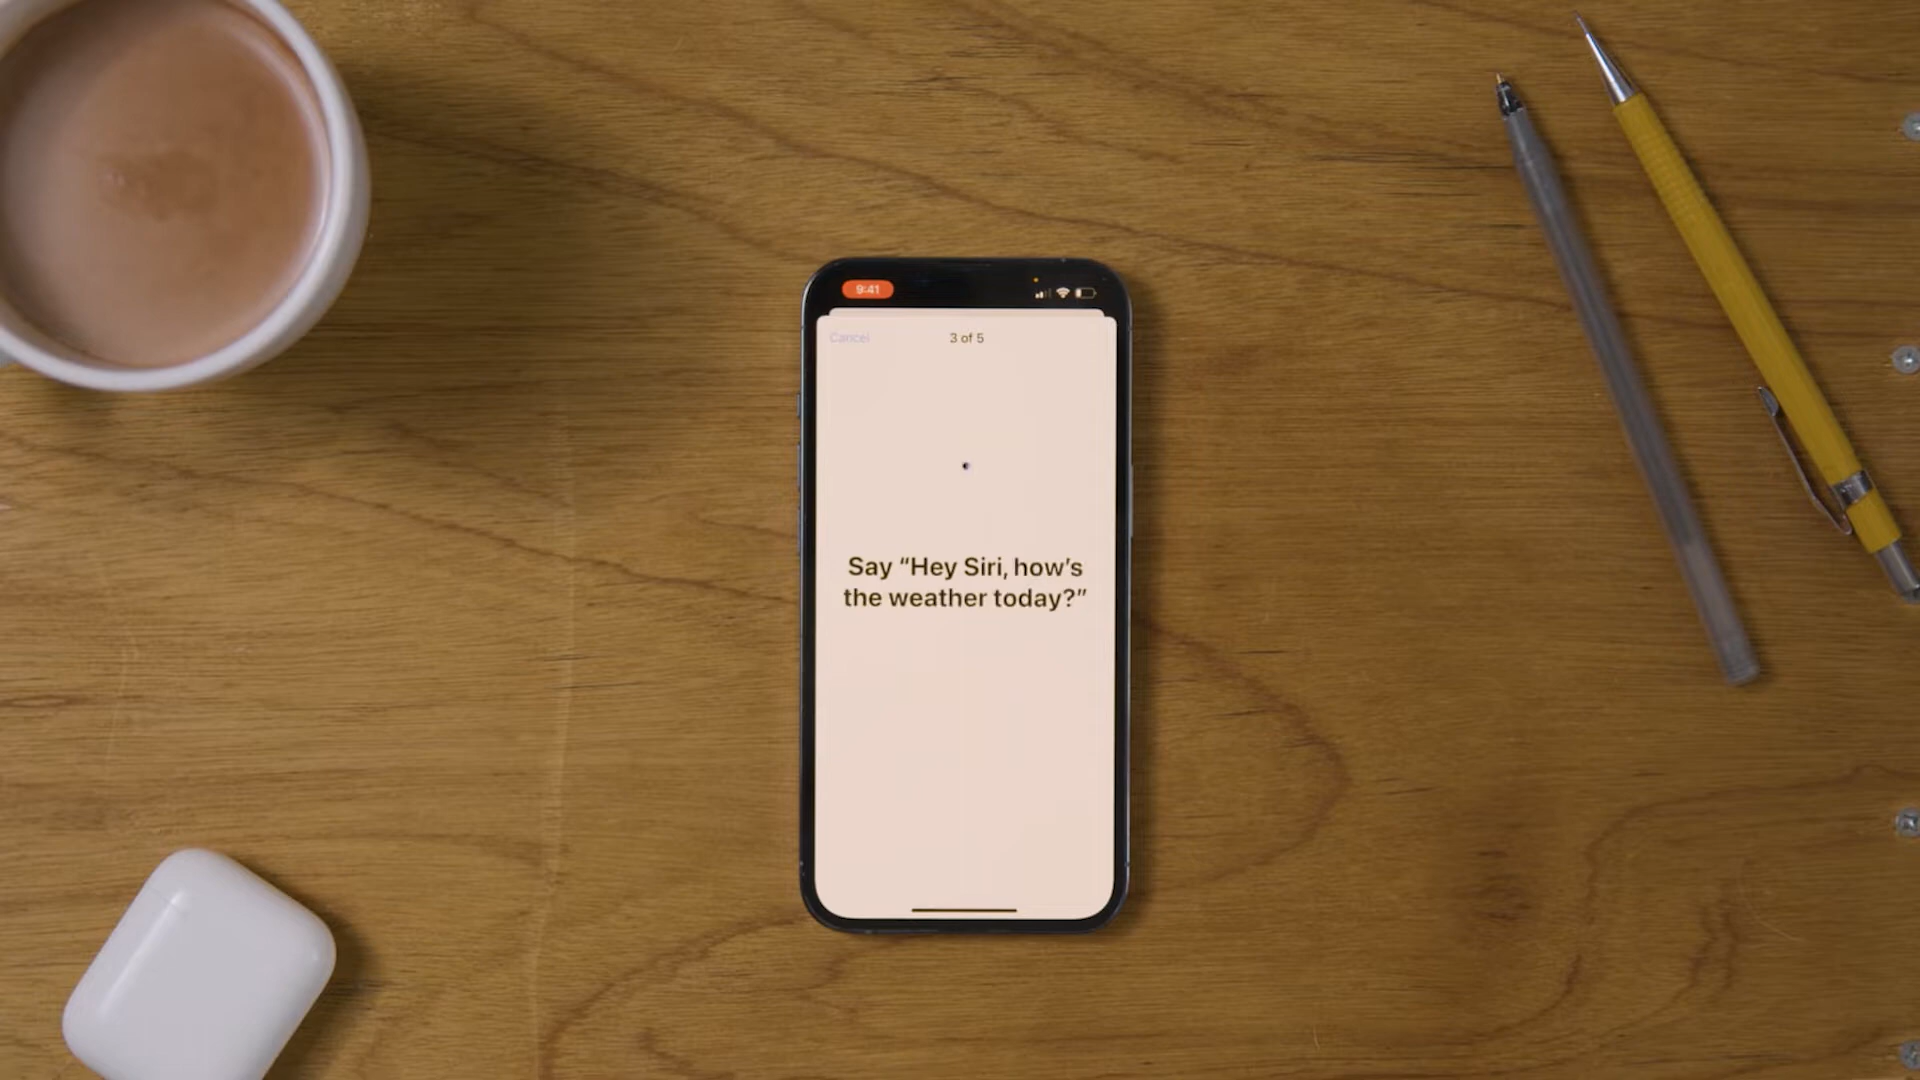 9:41
Cancel
3 of 5
Say “Hey Siri, how’s
the weather today?”